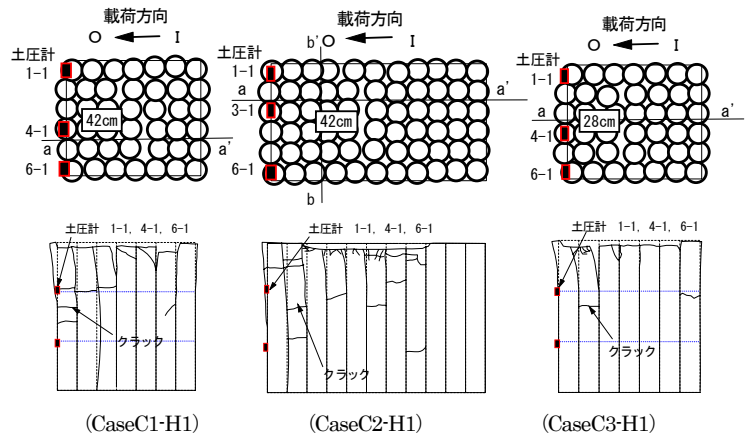 載荷方向
O I
土圧計
1-1
42cm
4-1
a a'
6-1
載荷方向
b' O I
土圧計
1-1
a a'
3-1
42cm
6-1
b
載荷方向
O I
土圧計
1-1
28cm
a a'
4-1
6-1
土圧計 1-1, 4-1, 6-1
クラック
(CaseC1-H1)
土圧計 1-1, 4-1, 6-1
クラック
(CaseC2-H1)
土圧計 1-1, 4-1, 6-1
クラック
(CaseC3-H1)